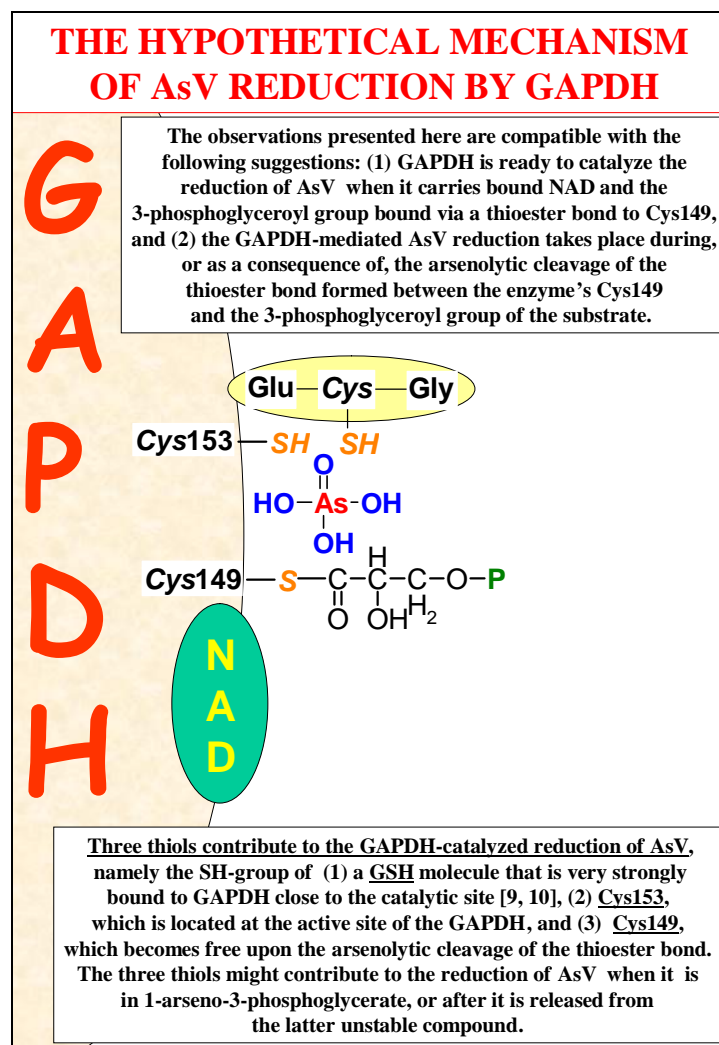 THE HYPOTHETICAL MECHANISM
OF AsV REDUCTION BY GAPDH
GAPDH
The observations presented here are compatible with the
following suggestions: (1) GAPDH is ready to catalyze the
reduction of AsV when it carries bound NAD and the
3-phosphoglyceroyl group bound via a thioester bond to Cys149,
and (2) the GAPDH-mediated AsV reduction takes place during,
or as a consequence of, the arsenolytic cleavage of the
thioester bond formed between the enzyme’s Cys149
and the 3-phosphoglyceroyl group of the substrate.
Glu—Cys—Gly
Cys153—SH SH
O
HO—As—OH
OH
H
Cys149—S—C—C—C—O—P
O OH H2
NAD
Three thiols contribute to the GAPDH-catalyzed reduction of AsV,
namely the SH-group of (1) a GSH molecule that is very strongly
bound to GAPDH close to the catalytic site [9, 10], (2) Cys153,
which is located at the active site of the GAPDH, and (3) Cys149,
which becomes free upon the arsenolytic cleavage of the thioester bond.
The three thiols might contribute to the reduction of AsV when it is
in 1-arseno-3-phosphoglycerate, or after it is released from
the latter unstable compound.